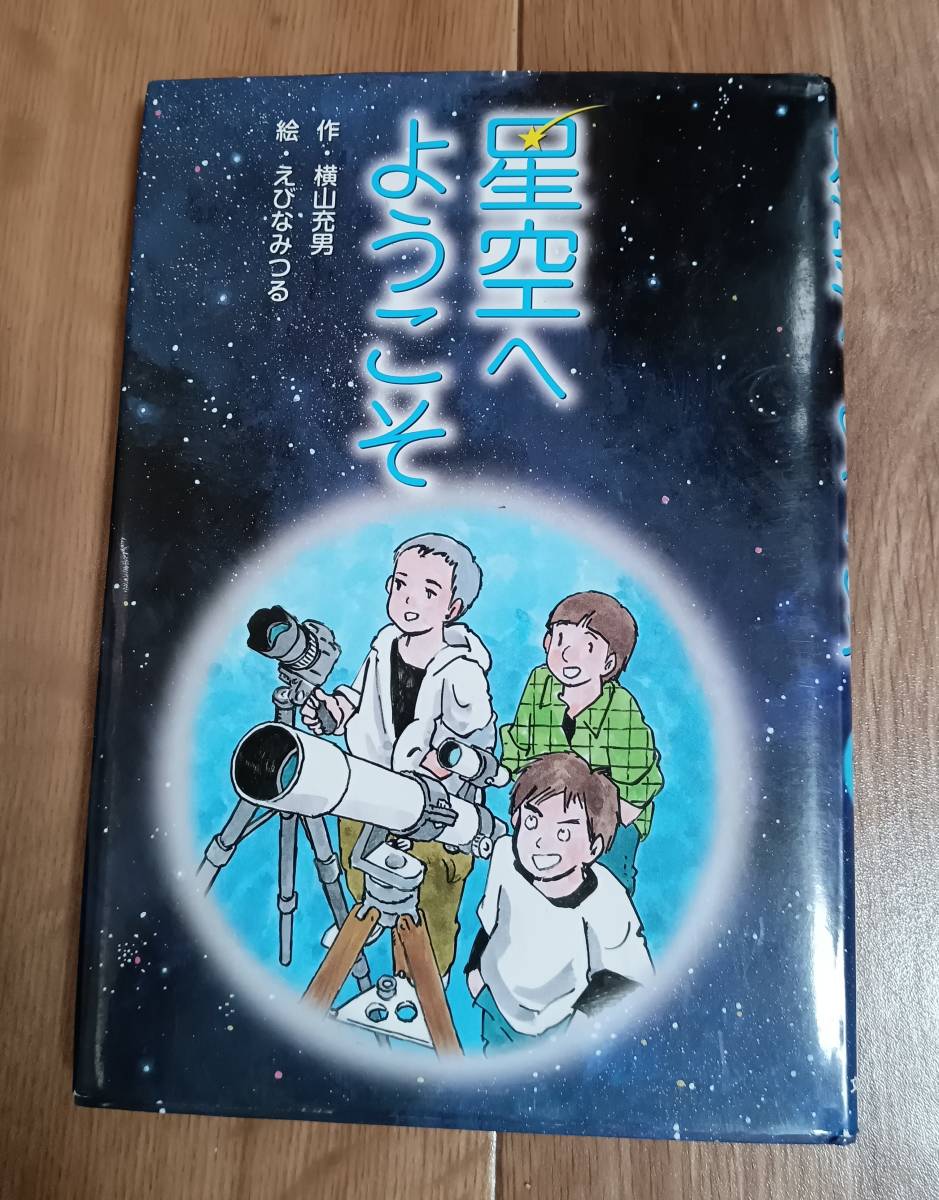 星空へ
ようこそ
作・横山充男
絵・えびなみつる